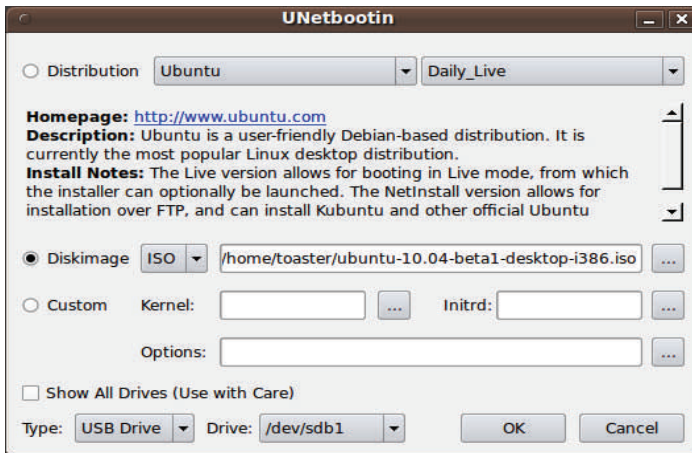 UNetbootin
Distribution Ubuntu Daily_Live
Homepage: http://www.ubuntu.com
Description: Ubuntu is a user-friendly Debian-based distribution. It is
currently the most popular Linux desktop distribution.
Install Notes: The Live version allows for booting in Live mode, from which
the installer can optionally be launched. The NetInstall version allows for
installation over FTP, and can install Kubuntu and other official Ubuntu
Diskimage ISO /home/toaster/ubuntu-10.04-beta1-desktop-i386.iso ...
Custom Kernel: ... Initrd: ...
Options: ...
Show All Drives (Use with Care)
Type: USB Drive Drive: /dev/sdb1 OK Cancel